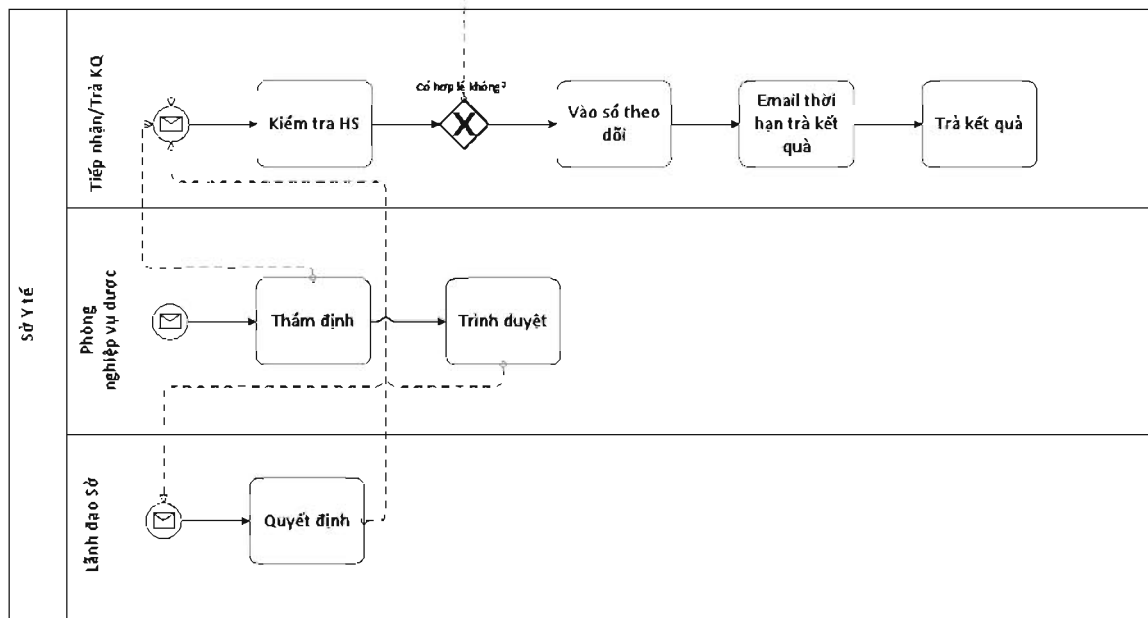 Sở Y tế
Tiếp nhận/Trả KQ
Kiểm tra HS
Có hợp lệ không?
Vào sổ theo
dõi
Email thời
hạn trả kết
quả
Trả kết quả
Phòng
nghiệp vụ dược
Thẩm định
Trình duyệt
Lãnh đạo Sở
Quyết định